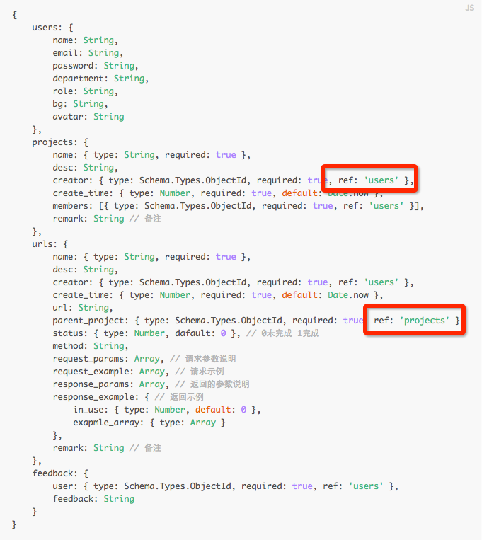 JS
{
users: {
name: String,
email: String,
password: String,
department: String,
role: String,
bg: String,
avatar: String
},
projects: {
name: { type: String, required: true },
desc: String,
creator: { type: Schema.Types.ObjectId, required: true, ref: 'users' },
create_time: { type: Number, required: true, default: Date.now },
members: [{ type: Schema.Types.ObjectId, required: true, ref: 'users' }],
remark: String // 备注
},
urls: {
name: { type: String, required: true },
desc: String,
creator: { type: Schema.Types.ObjectId, required: true, ref: 'users' },
create_time: { type: Number, required: true, default: Date.now },
url: String,
parent_project: { type: Schema.Types.ObjectId, required: true, ref: 'projects' }
status: { type: Number, dafault: 0 }, // 0未完成 1完成
method: String,
request_params: Array, // 请求参数说明
request_example: Array, // 请求示例
response_params: Array, // 返回的参数说明
response_example: { // 返回示例
in_use: { type: Number, default: 0 },
exapmle_array: { type: Array }
},
remark: String // 备注
},
feedback: {
user: { type: Schema.Types.ObjectId, required: true, ref: 'users' },
feedback: String
}
}